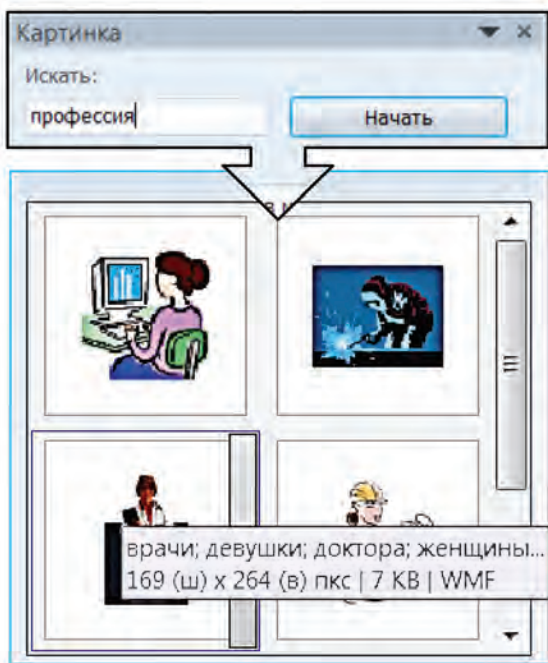 Картинка
Искать:
профессия
Начать
врачи; девушки; доктора; женщины...
169 (ш) x 264 (в) пкс | 7 KB | WMF